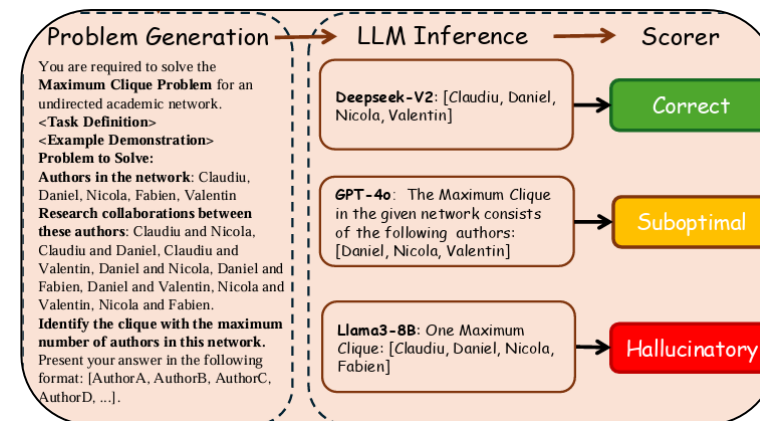 Problem Generation
You are required to solve the
Maximum Clique Problem for an
undirected academic network.
<Task Definition>
<Example Demonstration>
Problem to Solve:
Authors in the network: Claudiu,
Daniel, Nicola, Fabien, Valentin
Research collaborations between
these authors: Claudiu and Nicola,
Claudiu and Daniel, Claudiu and
Valentin, Daniel and Nicola, Daniel and
Fabien, Daniel and Valentin, Nicola and
Valentin, Nicola and Fabien.
Identify the clique with the maximum
number of authors in this network.
Present your answer in the following
format: [AuthorA, AuthorB, AuthorC,
AuthorD, ...].
LLM Inference
Deepseek-V2: [Claudiu, Daniel,
Nicola, Valentin]
GPT-4o: The Maximum Clique
in the given network consists
of the following authors:
[Daniel, Nicola, Valentin]
Llama3-8B: One Maximum
Clique: [Claudiu, Daniel, Nicola,
Fabien]
Scorer
Correct
Suboptimal
Hallucinatory